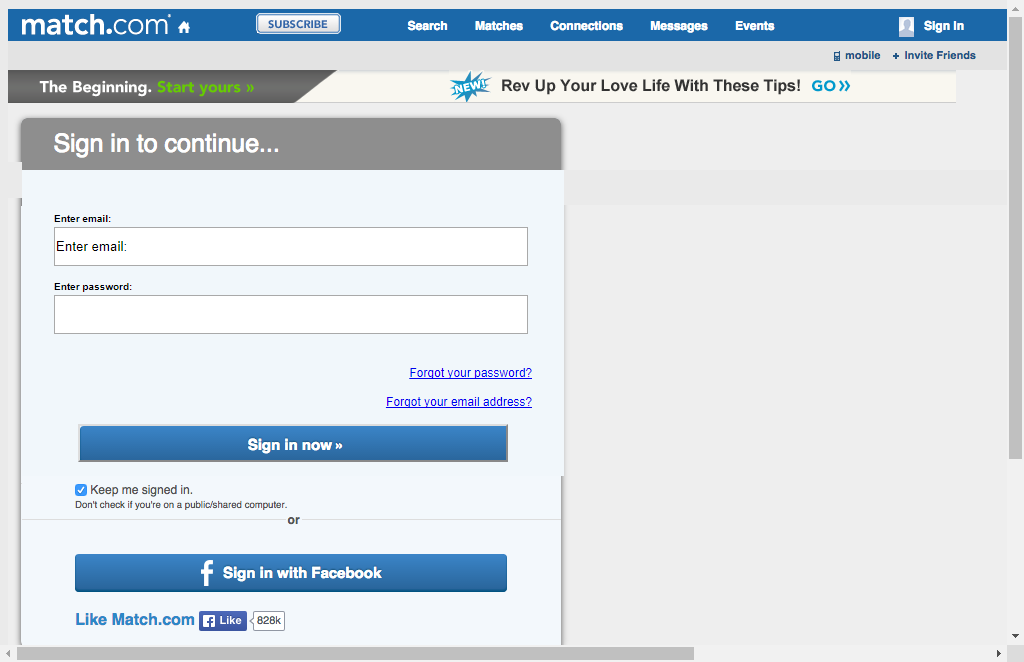 match.com SUBSCRIBE Search Matches Connections Messages Events Sign In
mobile + Invite Friends
The Beginning. Start yours » NEW! Rev Up Your Love Life With These Tips! GO »
Sign in to continue...
Enter email:
Enter email:
Enter password:
Forgot your password?
Forgot your email address?
Sign in now »
Keep me signed in.
Don't check if you're on a public/shared computer.
or
f Sign in with Facebook
Like Match.com f Like 828k